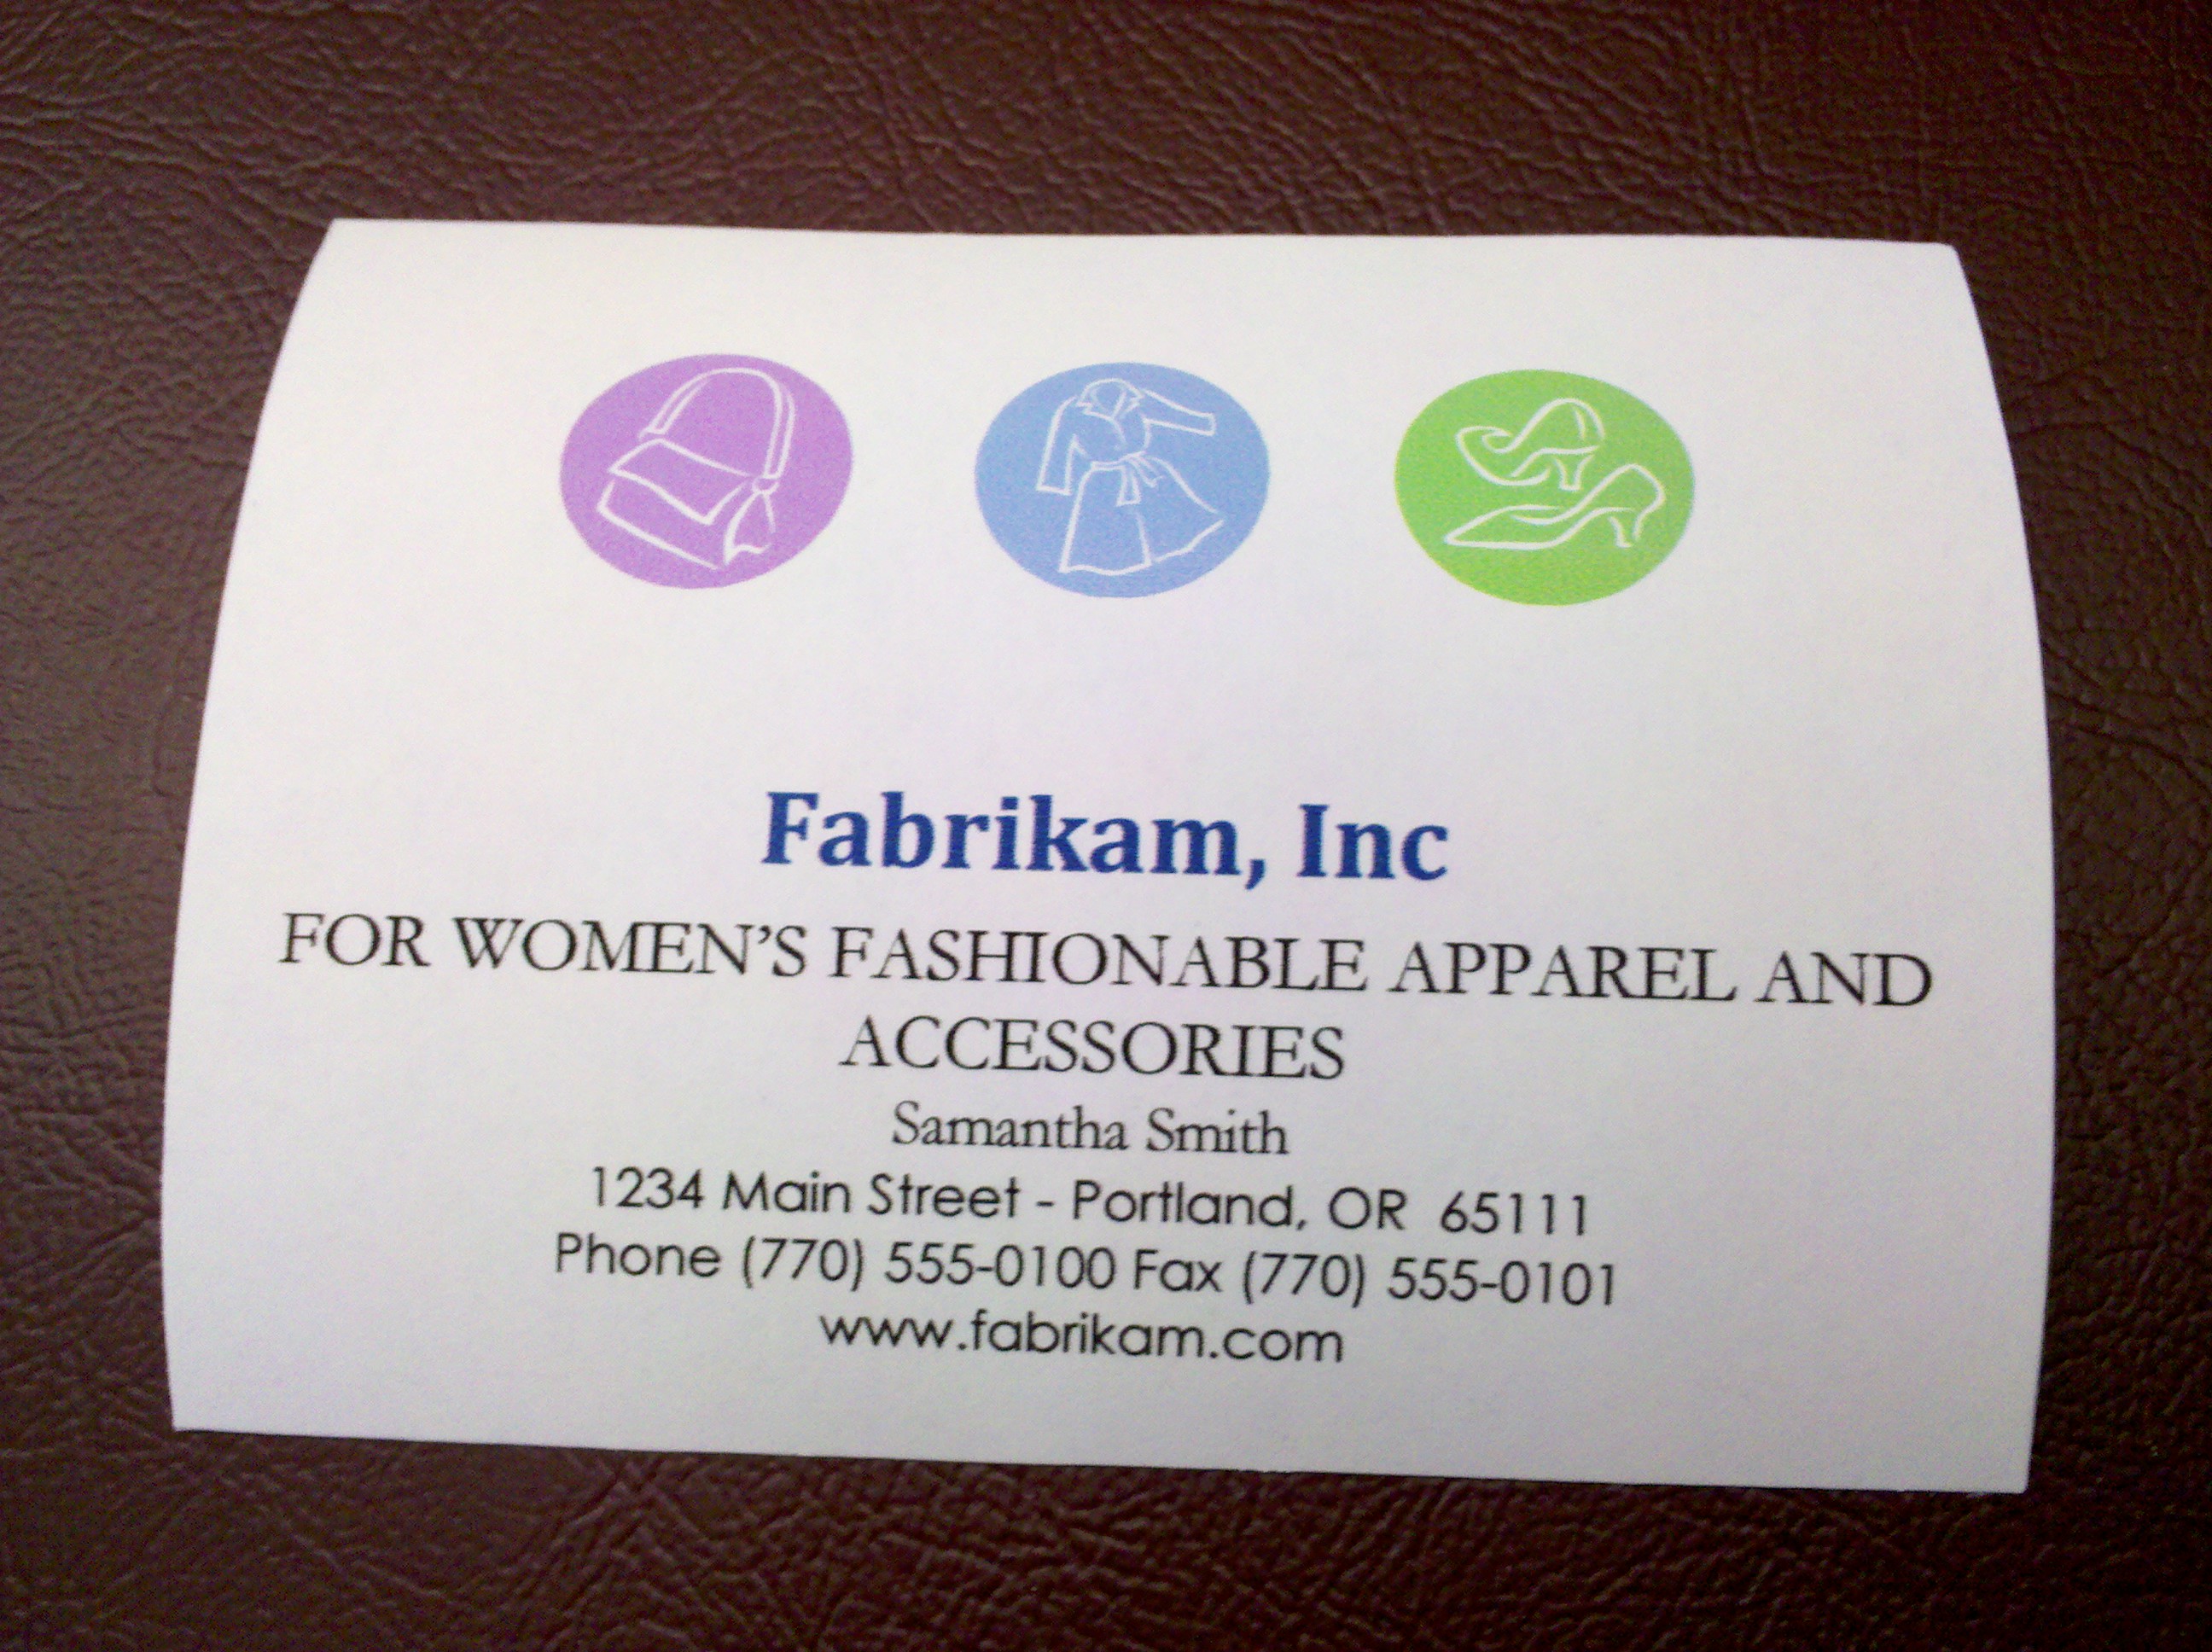 Fabrikam, Inc
FOR WOMEN'S FASHIONABLE APPAREL AND
ACCESSORIES
Samantha Smith
1234 Main Street - Portland, OR  65111
Phone (770) 555-0100 Fax (770) 555-0101
www.fabrikam.com